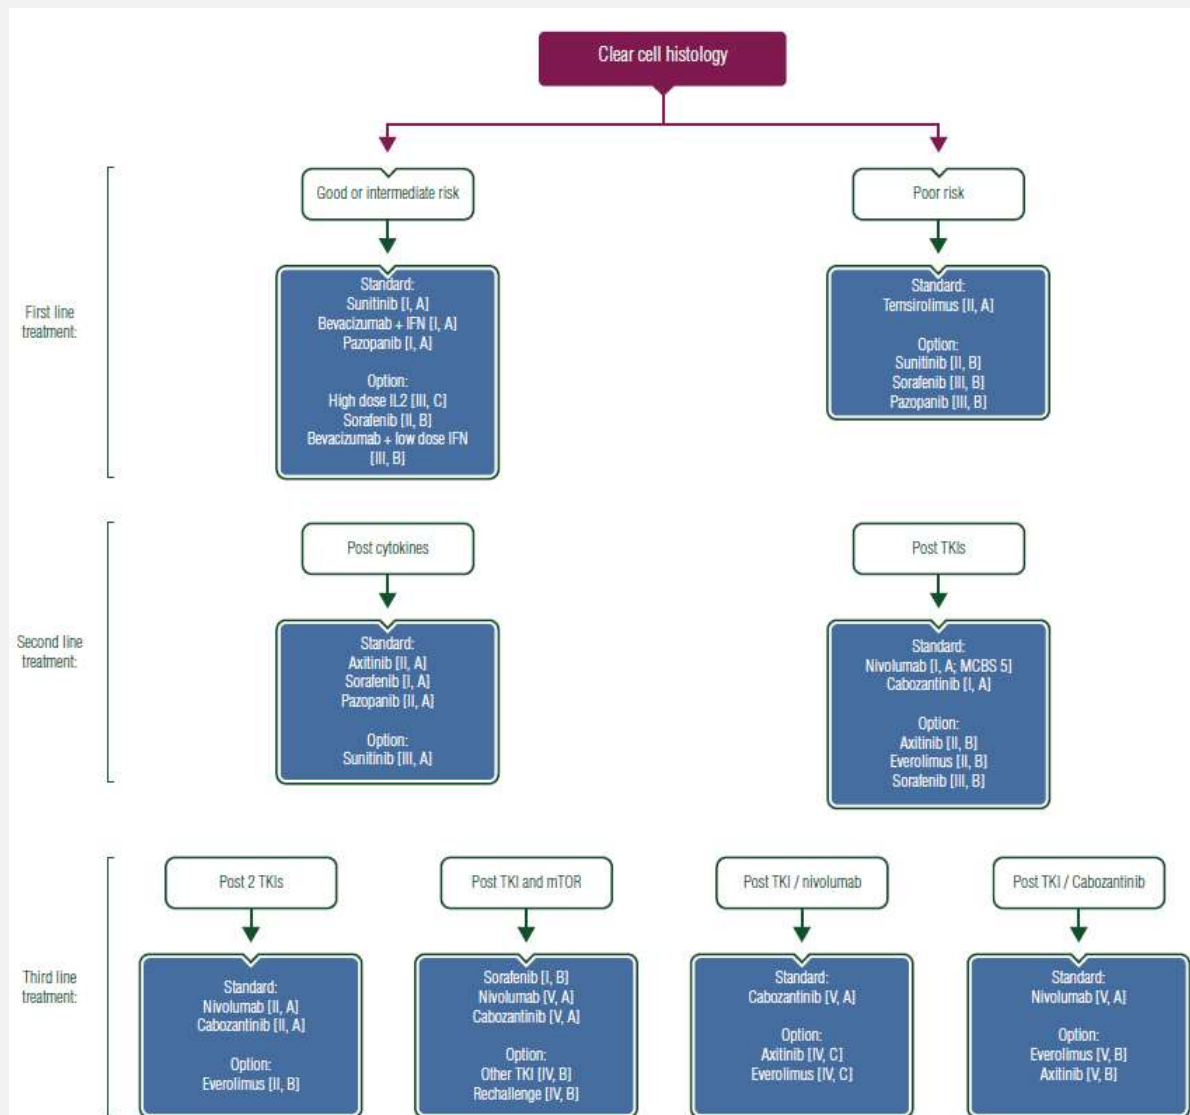 Clear cell histology
Good or intermediate risk
Poor risk
First line
treatment:
Standard:
Sunitinib [I, A]
Bevacizumab + IFN [I, A]
Pazopanib [I, A]
Option:
High dose IL2 [III, C]
Sorafenib [II, B]
Bevacizumab + low dose IFN
[III, B]
Standard:
Temsirolimus [II, A]
Option:
Sunitinib [II, B]
Sorafenib [III, B]
Pazopanib [III, B]
Second line
treatment:
Post cytokines
Standard:
Axitinib [II, A]
Sorafenib [I, A]
Pazopanib [II, A]
Option:
Sunitinib [III, A]
Post TKIs
Standard:
Nivolumab [I, A; MCBS 5]
Cabozantinib [I, A]
Option:
Axitinib [II, B]
Everolimus [II, B]
Sorafenib [III, B]
Third line
treatment:
Post 2 TKIs
Standard:
Nivolumab [II, A]
Cabozantinib [II, A]
Option:
Everolimus [II, B]
Post TKI and mTOR
Sorafenib [I, B]
Nivolumab [V, A]
Cabozantinib [V, A]
Option:
Other TKI [IV, B]
Rechallenge [IV, B]
Post TKI / nivolumab
Standard:
Cabozantinib [V, A]
Option:
Axitinib [IV, C]
Everolimus [IV, C]
Post TKI / Cabozantinib
Standard:
Nivolumab [V, A]
Option:
Everolimus [V, B]
Axitinib [V, B]